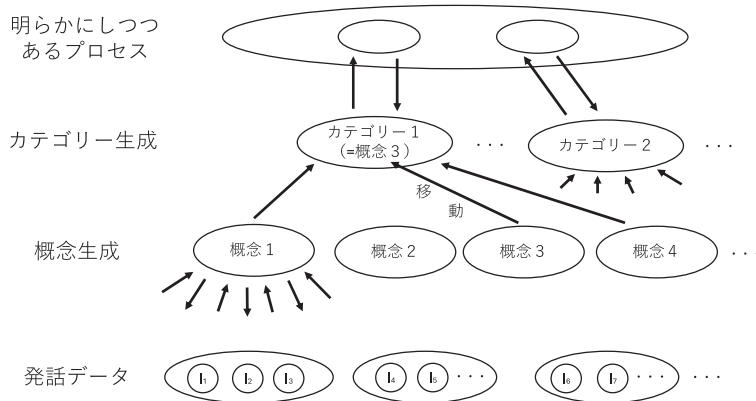 明らかにしつつ
あるプロセス
カテゴリー生成
カテゴリー1
(=概念3)
・・・
カテゴリー2
・・・
移
動
概念生成
概念1
概念2
概念3
概念4
・・・
発話データ
I₁
I₂
I₃
I₄
I₅
・・・
I₆
I₇
・・・
・・・